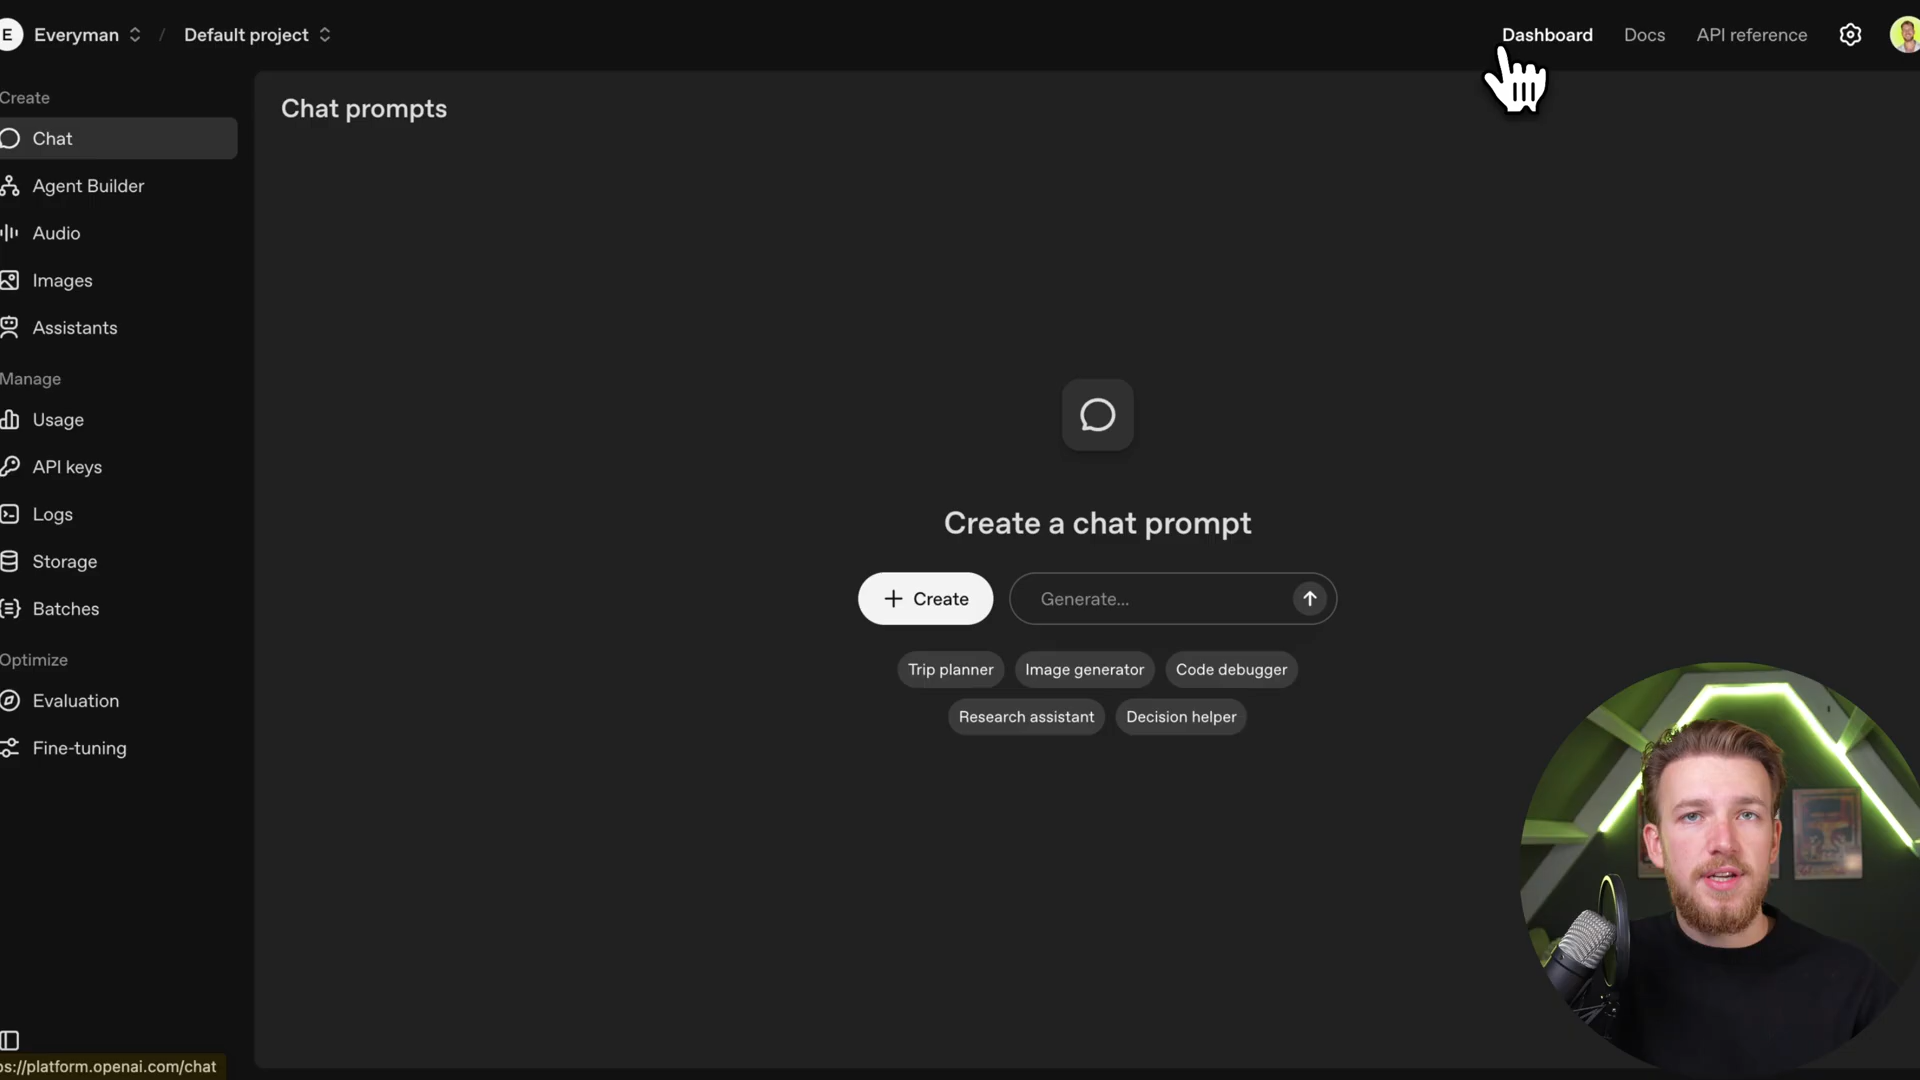 E Everyman / Default project
Dashboard Docs API reference
Create
Chat
Agent Builder
Audio
Images
Assistants
Manage
Usage
API keys
Logs
Storage
Batches
Optimize
Evaluation
Fine-tuning
Chat prompts
Create a chat prompt
+ Create
Generate...
Trip planner
Image generator
Code debugger
Research assistant
Decision helper
ps://platform.openai.com/chat